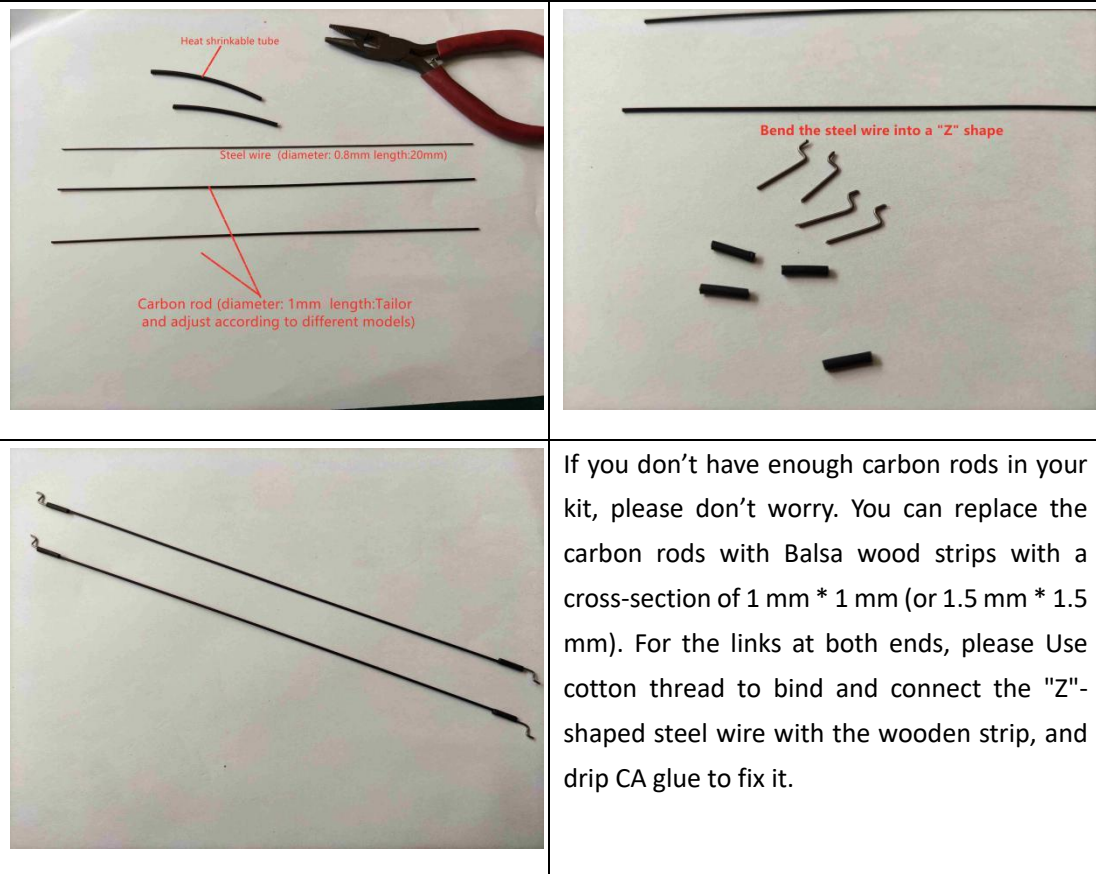 Heat shrinkable tube
Steel wire (diameter: 0.8mm length:20mm)
Carbon rod (diameter: 1mm length:Tailor
and adjust according to different models)
Bend the steel wire into a "Z" shape
If you don’t have enough carbon rods in your
kit, please don’t worry. You can replace the
carbon rods with Balsa wood strips with a
cross-section of 1 mm * 1 mm (or 1.5 mm * 1.5
mm). For the links at both ends, please Use
cotton thread to bind and connect the "Z"-
shaped steel wire with the wooden strip, and
drip CA glue to fix it.